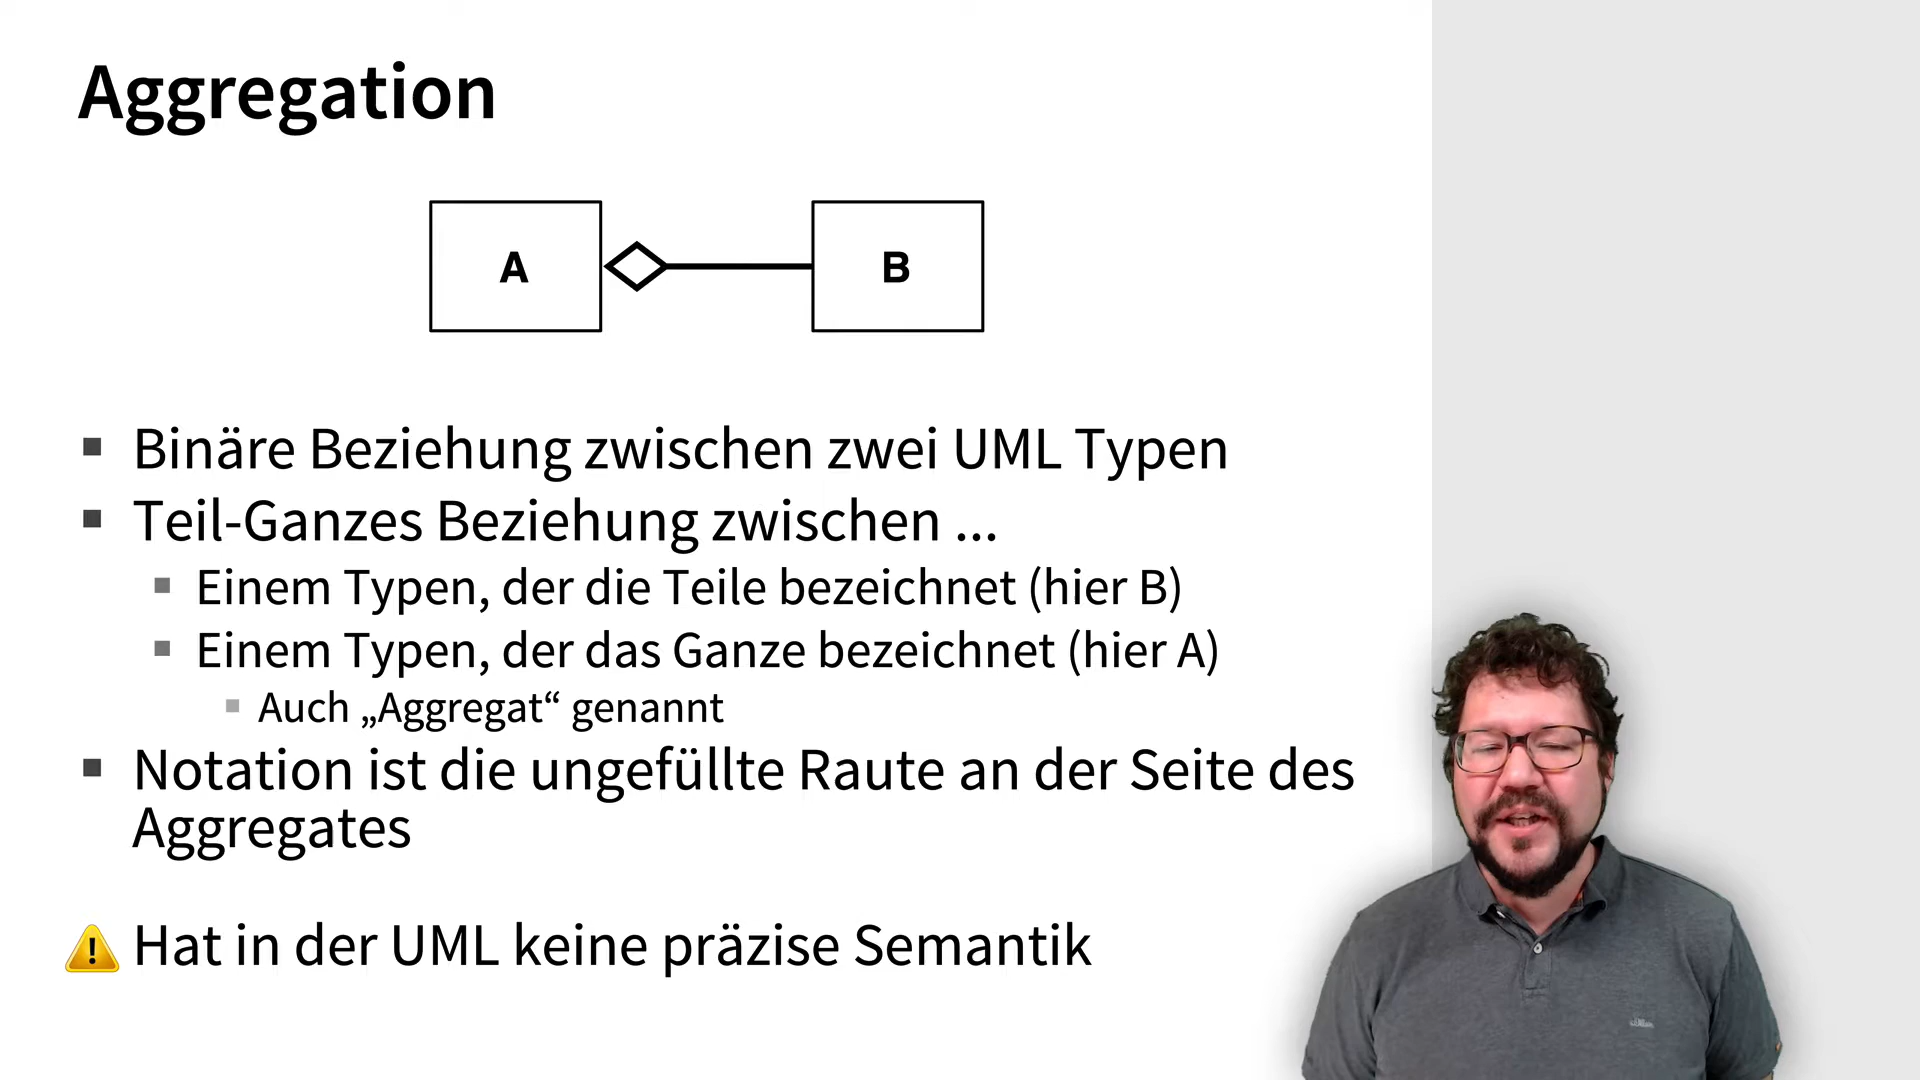 Aggregation
A
B
Binäre Beziehung zwischen zwei UML Typen
Teil-Ganzes Beziehung zwischen ...
Einem Typen, der die Teile bezeichnet (hier B)
Einem Typen, der das Ganze bezeichnet (hier A)
Auch „Aggregat“ genannt
Notation ist die ungefüllte Raute an der Seite des
Aggregates
Hat in der UML keine präzise Semantik